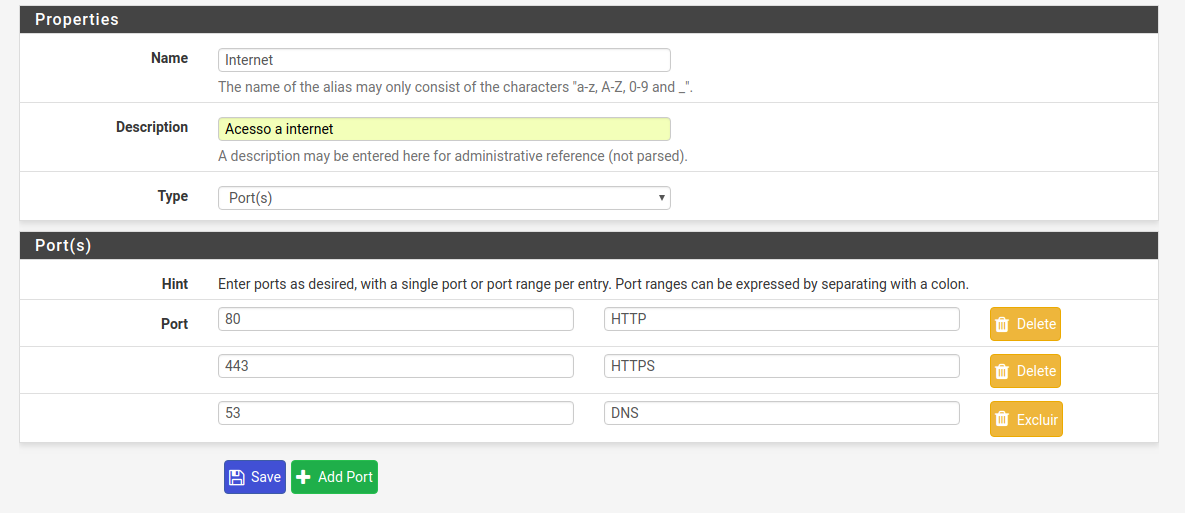 Properties
Name
Internet
The name of the alias may only consist of the characters "a-z, A-Z, 0-9 and _".
Description
Acesso a internet
A description may be entered here for administrative reference (not parsed).
Type
Port(s)
Port(s)
Hint
Enter ports as desired, with a single port or port range per entry. Port ranges can be expressed by separating with a colon.
Port
80
HTTP
Delete
443
HTTPS
Delete
53
DNS
Excluir
Save
Add Port